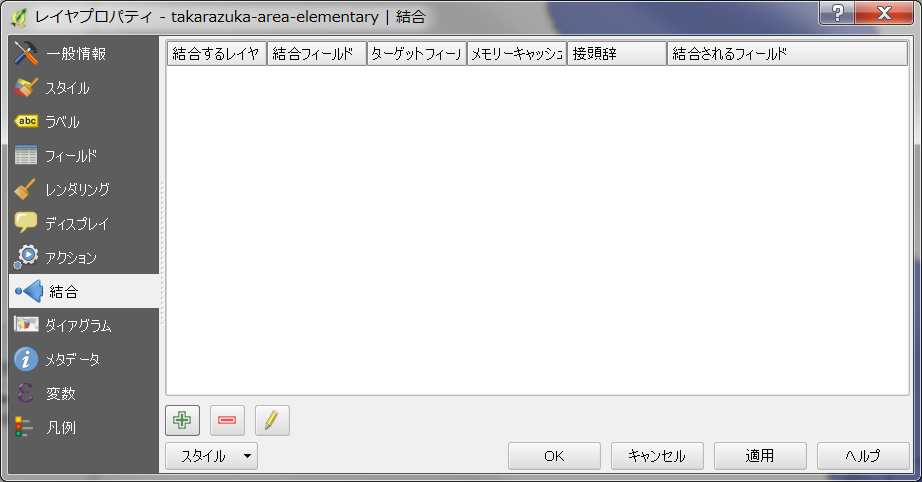 レイヤプロパティ - takarazuka-area-elementary | 結合
一般情報
スタイル
abc ラベル
フィールド
レンダリング
ディスプレイ
アクション
結合
ダイアグラム
メタデータ
変数
凡例
結合するレイヤ 結合フィールド ターゲットフィール メモリーキャッシュ 接頭辞 結合されるフィールド
スタイル OK キャンセル 適用 ヘルプ